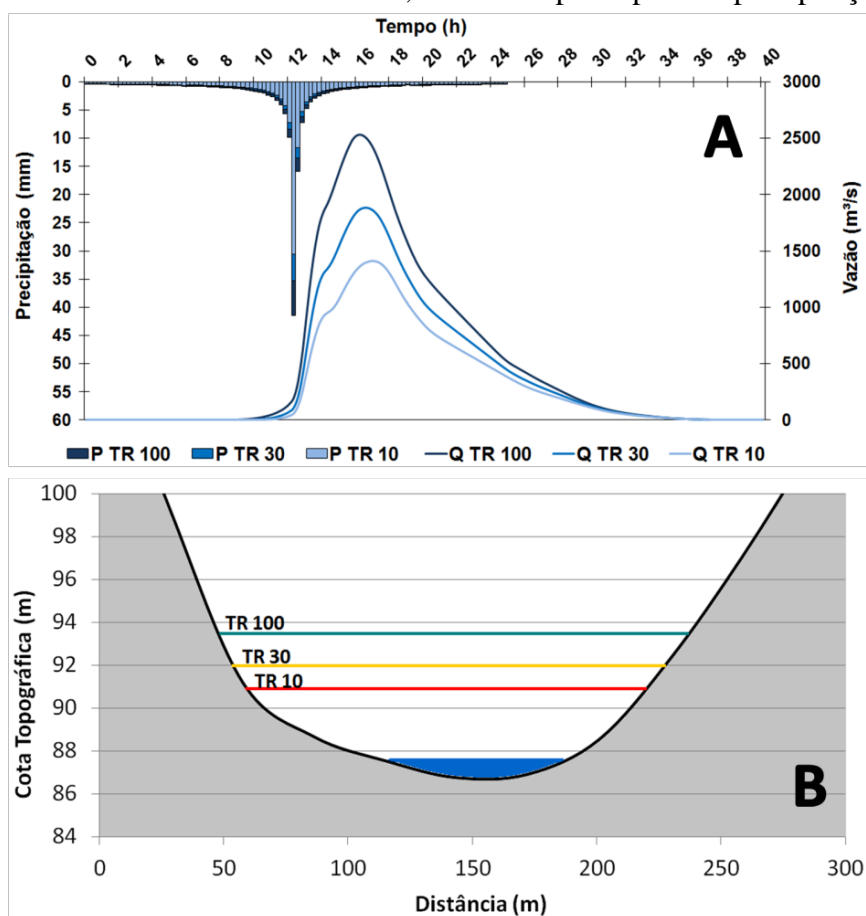 Tempo (h)
0 2 4 6 8 10 12 14 16 18 20 22 24 26 28 30 32 34 36 38 40
0 3000
5
10 2500
15
20 2000
25
30 1500
35
40 1000
45
50 500
55
60 0
Precipitação (mm)
Vazão (m³/s)
A
P TR 100 P TR 30 P TR 10 Q TR 100 Q TR 30 Q TR 10
100
98
96
94
92
90
88
86
84
Cota Topográfica (m)
TR 100
TR 30
TR 10
B
0 50 100 150 200 250 300
Distância (m)